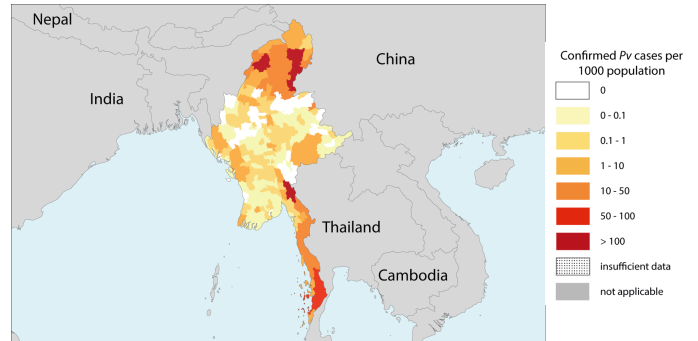 Nepal
China
India
Thailand
Cambodia
Confirmed Pv cases per
1000 population
0
0 - 0.1
0.1 - 1
1 - 10
10 - 50
50 - 100
> 100
insufficient data
not applicable